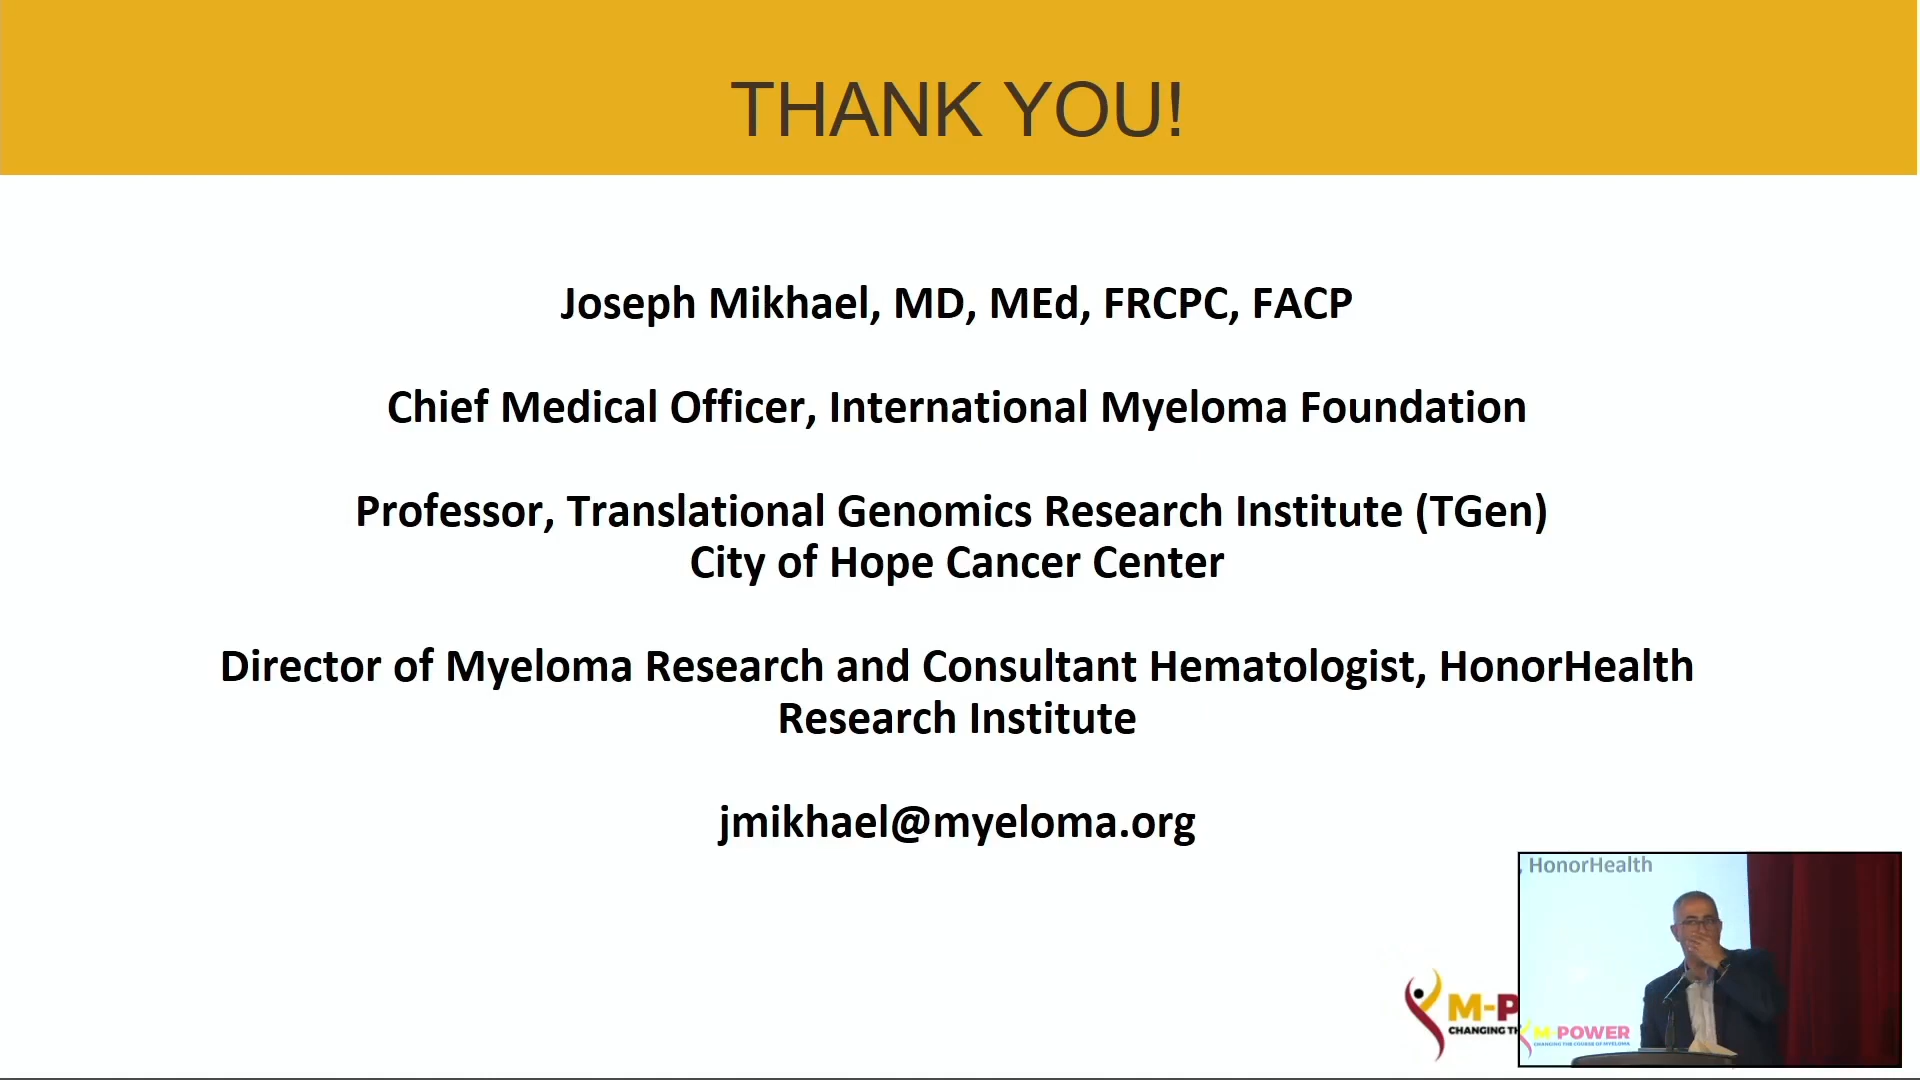 THANK YOU!
Joseph Mikhael, MD, MEd, FRCPC, FACP
Chief Medical Officer, International Myeloma Foundation
Professor, Translational Genomics Research Institute (TGen)
City of Hope Cancer Center
Director of Myeloma Research and Consultant Hematologist, HonorHealth
Research Institute
jmikhael@myeloma.org
, HonorHealth
M-P
CHANGING TH
M-POWER
CHANGING THE COURSE OF MYELOMA